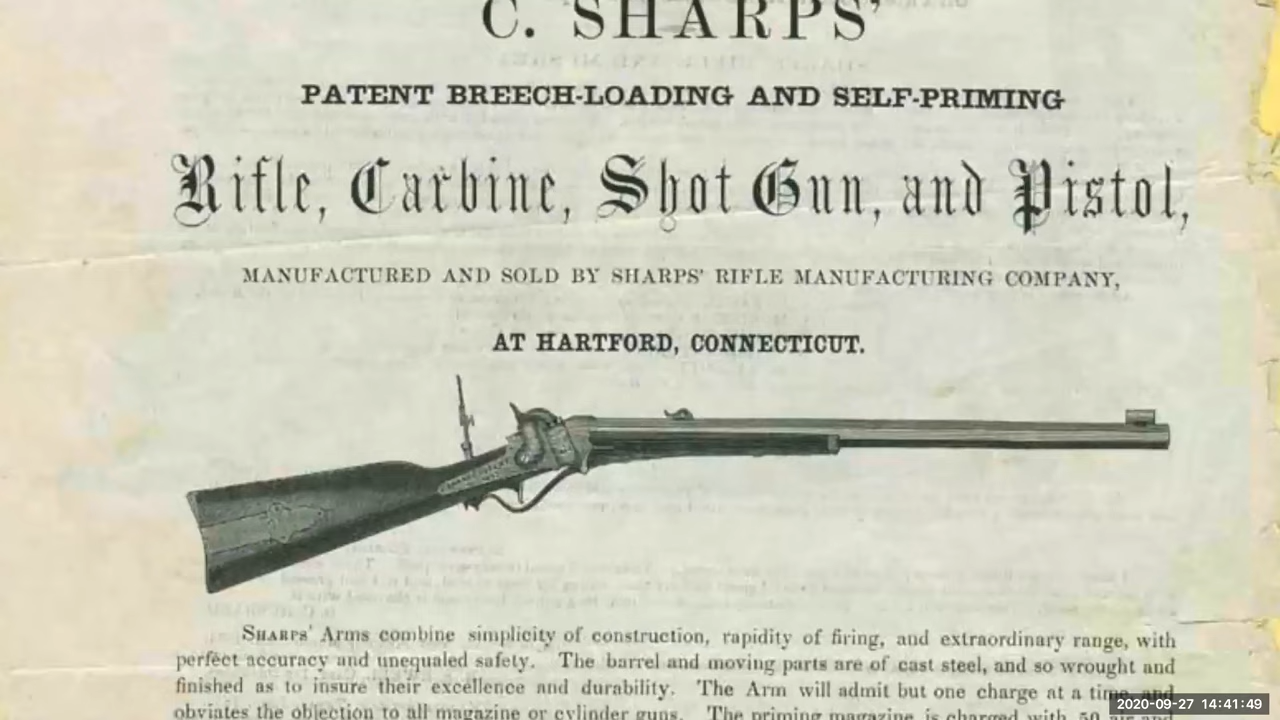 C. SHARPS'
PATENT BREECH-LOADING AND SELF-PRIMING
Rifle, Carbine, Shot Gun, and Pistol,
MANUFACTURED AND SOLD BY SHARPS' RIFLE MANUFACTURING COMPANY,
AT HARTFORD, CONNECTICUT.
SHARPS' Arms combine simplicity of construction, rapidity of firing, and extraordinary range, with
perfect accuracy and unequaled safety. The barrel and moving parts are of cast steel, and so wrought and
finished as to insure their excellence and durability. The Arm will admit but one charge at a time, and
obviates the objection to all magazine or cylinder guns. The priming magazine is charged with 50
2020-09-27 14:41:49